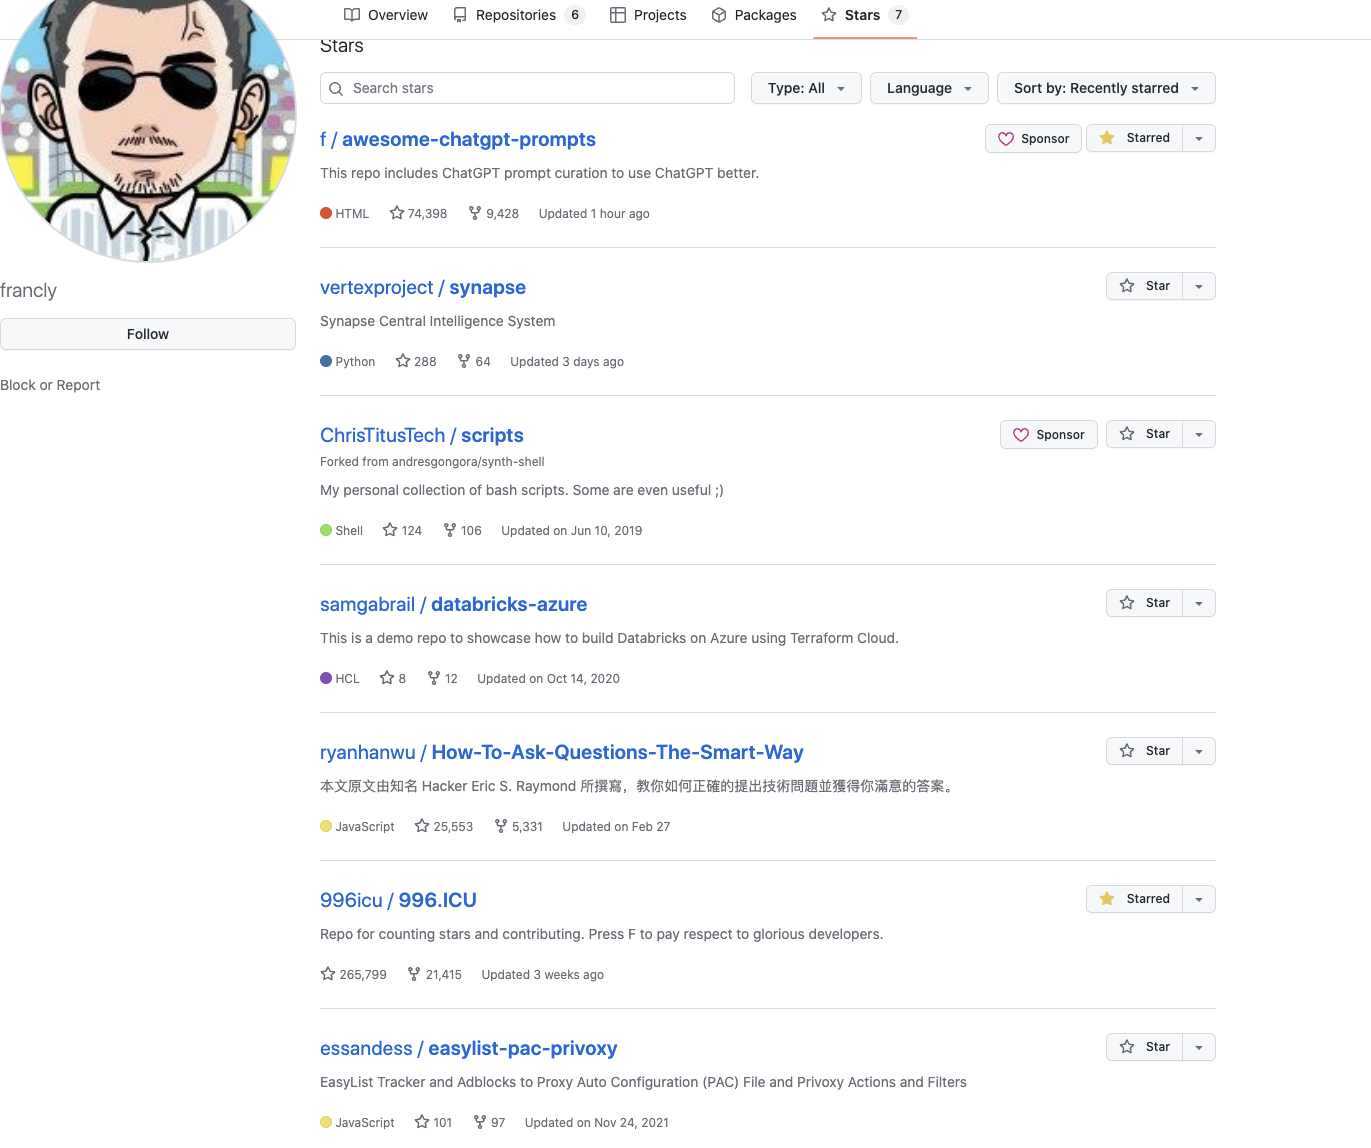 Overview
Repositories 6
Projects
Packages
Stars 7
Stars
Search stars
Type: All
Language
Sort by: Recently starred
francly
Follow
Block or Report
f / awesome-chatgpt-prompts
Sponsor
Starred
This repo includes ChatGPT prompt curation to use ChatGPT better.
HTML 74,398 9,428 Updated 1 hour ago
vertexproject / synapse
Star
Synapse Central Intelligence System
Python 288 64 Updated 3 days ago
ChrisTitusTech / scripts
Sponsor
Star
Forked from andresgongora/synth-shell
My personal collection of bash scripts. Some are even useful ;)
Shell 124 106 Updated on Jun 10, 2019
samgabrail / databricks-azure
Star
This is a demo repo to showcase how to build Databricks on Azure using Terraform Cloud.
HCL 8 12 Updated on Oct 14, 2020
ryanhanwu / How-To-Ask-Questions-The-Smart-Way
Star
本文原文由知名 Hacker Eric S. Raymond 所撰寫，教你如何正確的提出技術問題並獲得你滿意的答案。
JavaScript 25,553 5,331 Updated on Feb 27
996icu / 996.ICU
Starred
Repo for counting stars and contributing. Press F to pay respect to glorious developers.
265,799 21,415 Updated 3 weeks ago
essandess / easylist-pac-privoxy
Star
EasyList Tracker and Adblocks to Proxy Auto Configuration (PAC) File and Privoxy Actions and Filters
JavaScript 101 97 Updated on Nov 24, 2021